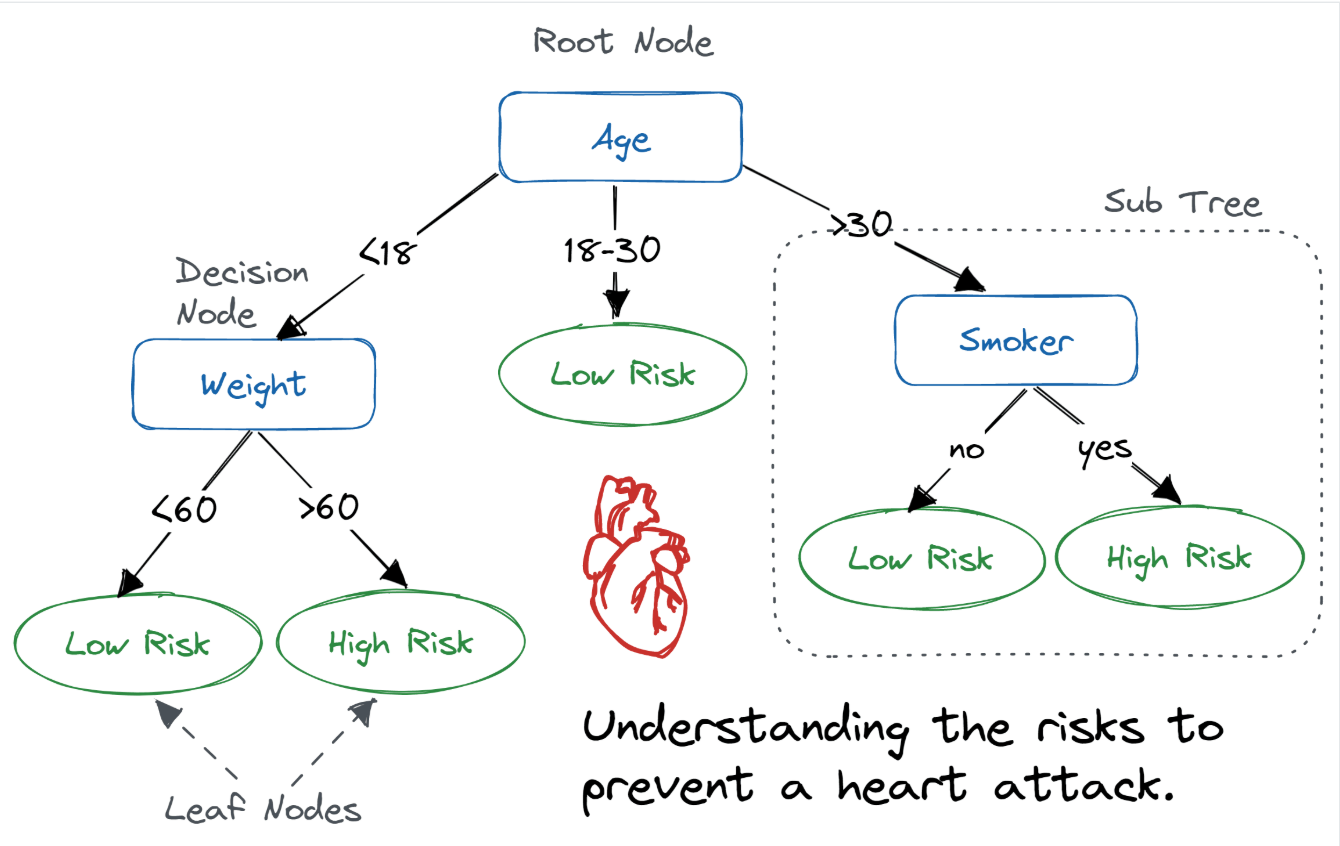 Root Node
Age
Sub Tree
<18
18-30
>30
Decision
Node
Weight
Low Risk
Smoker
<60
>60
no
yes
Low Risk
High Risk
Low Risk
High Risk
Leaf Nodes
Understanding the risks to
prevent a heart attack.